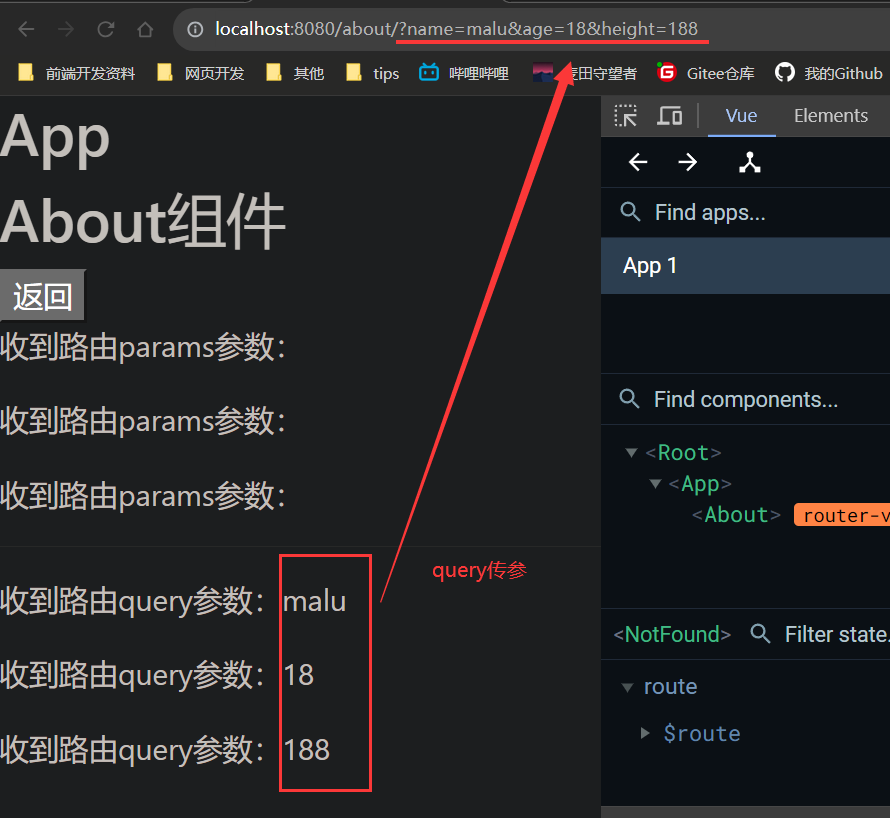 localhost:8080/about/?name=malu&age=18&height=188
前端开发资料 网页开发 其他 tips 哔哩哔哩 麦田守望者 Gitee仓库 我的Github
App
About组件
返回
收到路由params参数：
收到路由params参数：
收到路由params参数：
收到路由query参数：malu
收到路由query参数：18
收到路由query参数：188
query传参
Vue Elements
Find apps...
App 1
Find components...
<Root>
<App>
<About> router-v
<NotFound> Filter state.
route
$route